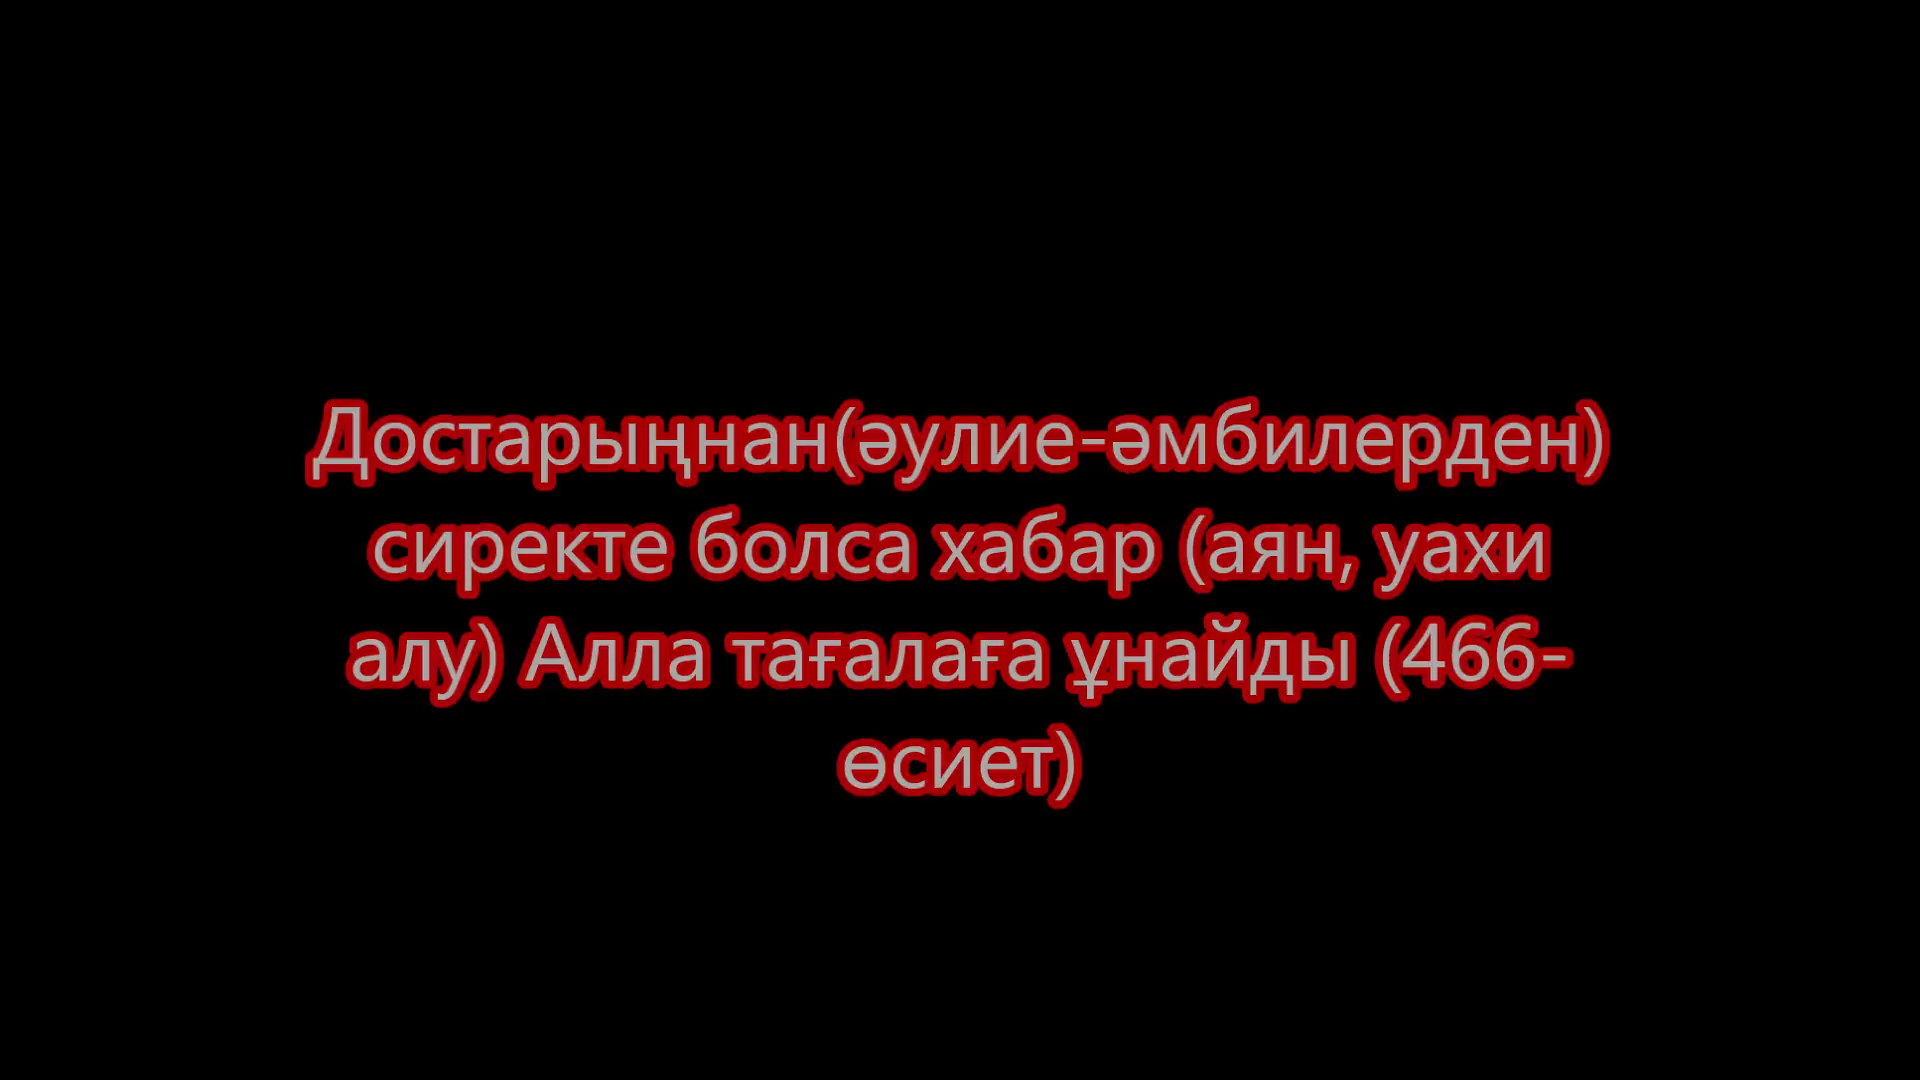 Достарыңнан(әулие-әмбилерден)
сиректе болса хабар (аян, уахи
алу) Алла тағалаға ұнайды (466-
өсиет)